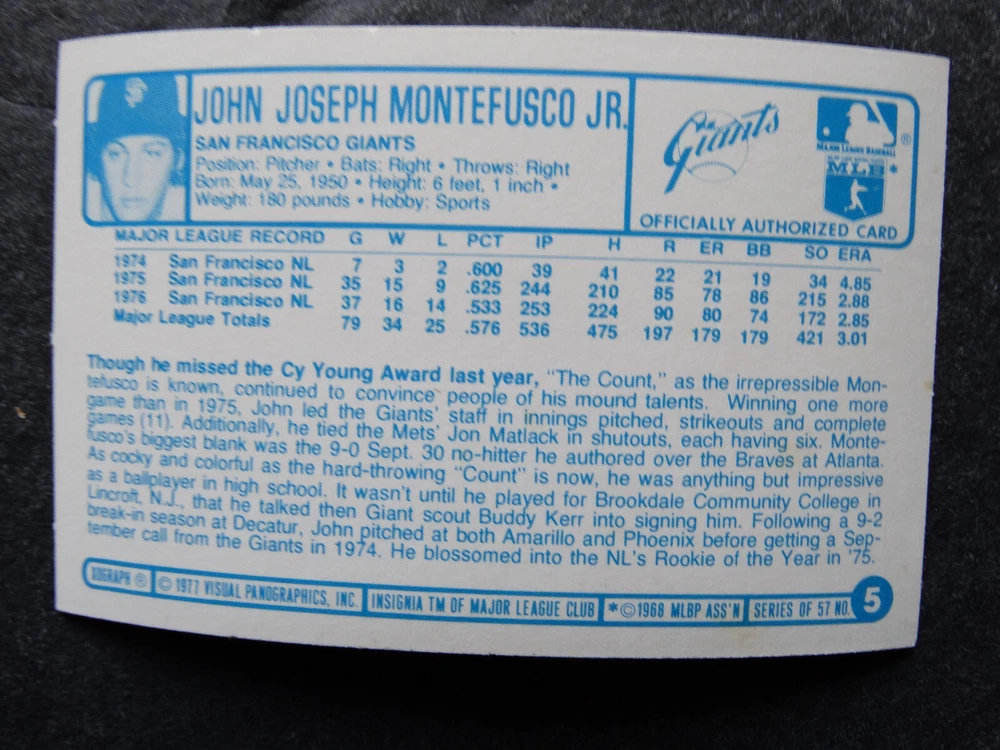 SF
JOHN JOSEPH MONTEFUSCO JR.
SAN FRANCISCO GIANTS
Position: Pitcher • Bats: Right • Throws: Right
Born: May 25, 1950 • Height: 6 feet, 1 inch •
Weight: 180 pounds • Hobby: Sports
Giants
MAJOR LEAGUE BASEBALL
®
MLB*
OFFICIALLY AUTHORIZED CARD
MAJOR LEAGUE RECORD G W L PCT IP H R ER BB SO ERA
1974 San Francisco NL 7 3 2 .600 39 41 22 21 19 34 4.85
1975 San Francisco NL 35 15 9 .625 244 210 85 78 86 215 2.88
1976 San Francisco NL 37 16 14 .533 253 224 90 80 74 172 2.85
Major League Totals 79 34 25 .576 536 475 197 179 179 421 3.01
Though he missed the Cy Young Award last year, "The Count," as the irrepressible Mon-
tefusco is known, continued to convince people of his mound talents. Winning one more
game than in 1975, John led the Giants' staff in innings pitched, strikeouts and complete
games (11). Additionally, he tied the Mets' Jon Matlack in shutouts, each having six. Monte-
fusco's biggest blank was the 9-0 Sept. 30 no-hitter he authored over the Braves at Atlanta.
As cocky and colorful as the hard-throwing "Count" is now, he was anything but impressive
as a ballplayer in high school. It wasn't until he played for Brookdale Community College in
Lincroft, N.J., that he talked then Giant scout Buddy Kerr into signing him. Following a 9-2
break-in season at Decatur, John pitched at both Amarillo and Phoenix before getting a Sep-
tember call from the Giants in 1974. He blossomed into the NL's Rookie of the Year in '75.
XOGRAPH ® © 1977 VISUAL PANOGRAPHICS, INC. INSIGNIA TM OF MAJOR LEAGUE CLUB *©1968 MLBP ASS'N SERIES OF 57 NO. 5